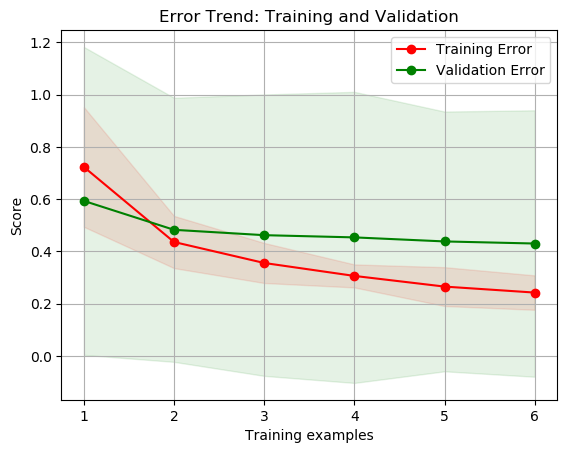 Error Trend: Training and Validation
Training Error
Validation Error
Score
1.2
1.0
0.8
0.6
0.4
0.2
0.0
1 2 3 4 5 6
Training examples